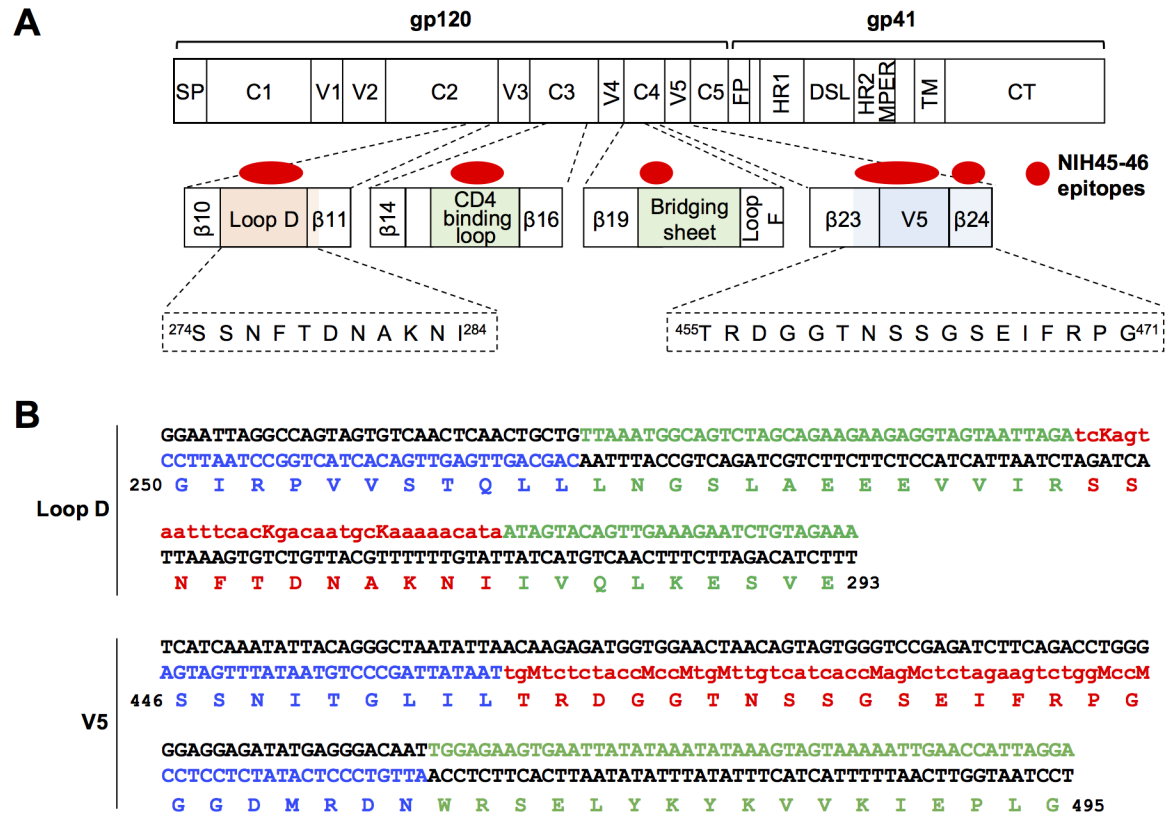 A
gp120 gp41
SP C1 V1 V2 C2 V3 C3 V4 C4 V5 C5 FP HR1 DSL HR2 MPER TM CT
NIH45-46
epitopes
β10 Loop D β11 β14 CD4 binding loop β16 β19 Bridging sheet Loop F β23 V5 β24
274S S N F T D N A K N I284 455T R D G G T N S S G S E I F R P G471
B
Loop D
GGAATTAGGCCAGTAGTGTCAACTCAACTGCTGTTAAATGGCAGTCTAGCAGAAGAAGAGGTAGTAATTAGAtcKagt
CCTTAATCCGGTCATCACAGTTGAGTTGACGACAATTTACCGTCAGATCGTCTTCTTCTCCATCATTAATCTAGATCA
250 G I R P V V S T Q L L L N G S L A E E E V V I R S S
aatttcacKgacaatgcKaaaaacataATAGTACAGTTGAAAGAATCTGTAGAAA
TTAAAGTGTCTGTTACGTTTTTTGTATTATCATGTCAACTTTCTTAGACATCTTT
N F T D N A K N I I V Q L K E S V E 293
V5
TCATCAAATATTACAGGGCTAATATTAACAAGAGATGGTGGAACTAACAGTAGTGGGTCCGAGATCTTCAGACCTGGG
AGTAGTTTATAATGTCCCGATTATAATtgMtctctaccMccMtgMttgtcatcaccMagMctctagaagtctggMccM
446 S S N I T G L I L T R D G G T N S S G S E I F R P G
GGAGGAGATATGAGGGACAATTGGAGAAGTGAATTATATAAATATAAAGTAGTAAAAATTGAACCATTAGGA
CCTCCTCTATACTCCCTGTTAACCTCTTCACTTAATATATTTATATTTCATCATTTTTAACTTGGTAATCCT
G G D M R D N W R S E L Y K Y K V V K I E P L G 495